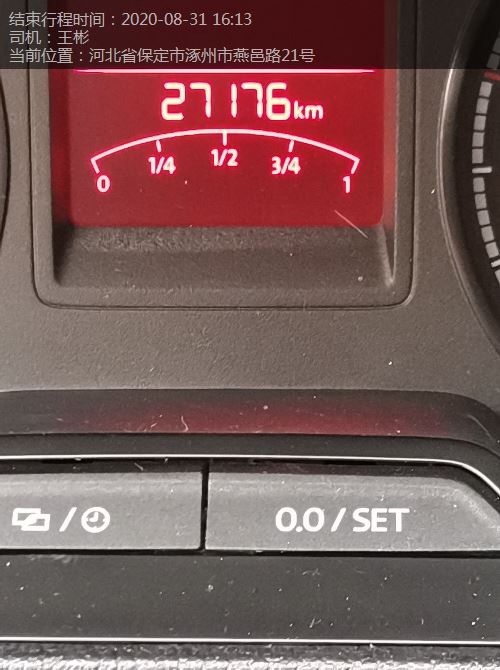 结束行程时间：2020-08-31 16:13
司机：王彬
当前位置：河北省保定市涿州市燕邑路21号
27176km
0 1/4 1/2 3/4 1
/
0.0 / SET